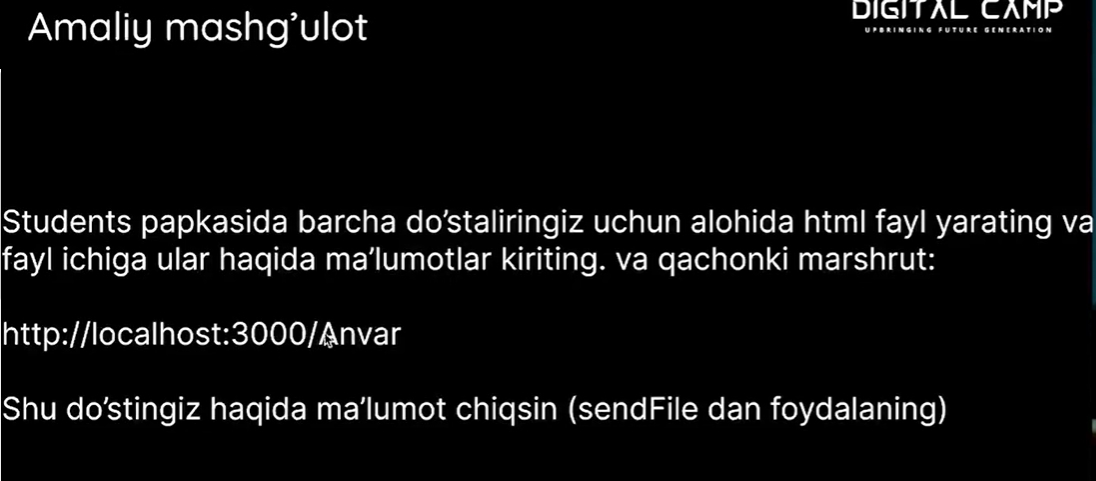 Amaliy mashg’ulot
DIGITAL CAMP
UPBRINGING FUTURE GENERATION
Students papkasida barcha do’staliringiz uchun alohida html fayl yarating va
fayl ichiga ular haqida ma’lumotlar kiriting. va qachonki marshrut:
http://localhost:3000/Anvar
Shu do’stingiz haqida ma’lumot chiqsin (sendFile dan foydalaning)